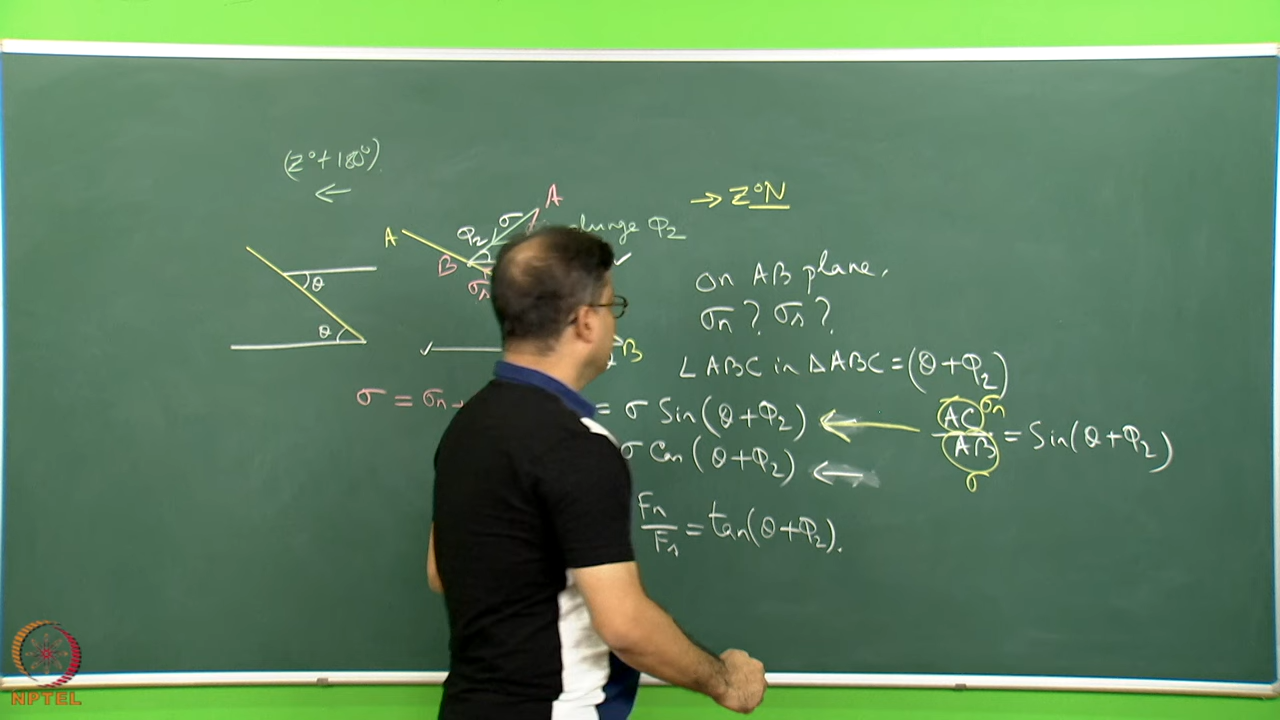 (Z°+180°).
←
A
→ Z°N
A
σ
φ₂
plunge φ₂
B
θ
σₛ
on AB plane,
σₙ? σₛ?
θ
B
∠ABC in ΔABC = (θ+φ₂)
σ = σₙ+
= σ Sin(θ+φ₂) ←
σ Cos(θ+φ₂) ←
AC/AB = Sin(θ+φ₂)
σₙ
σ
Fₙ/Fₛ = tan(θ+φ₂).
NPTEL